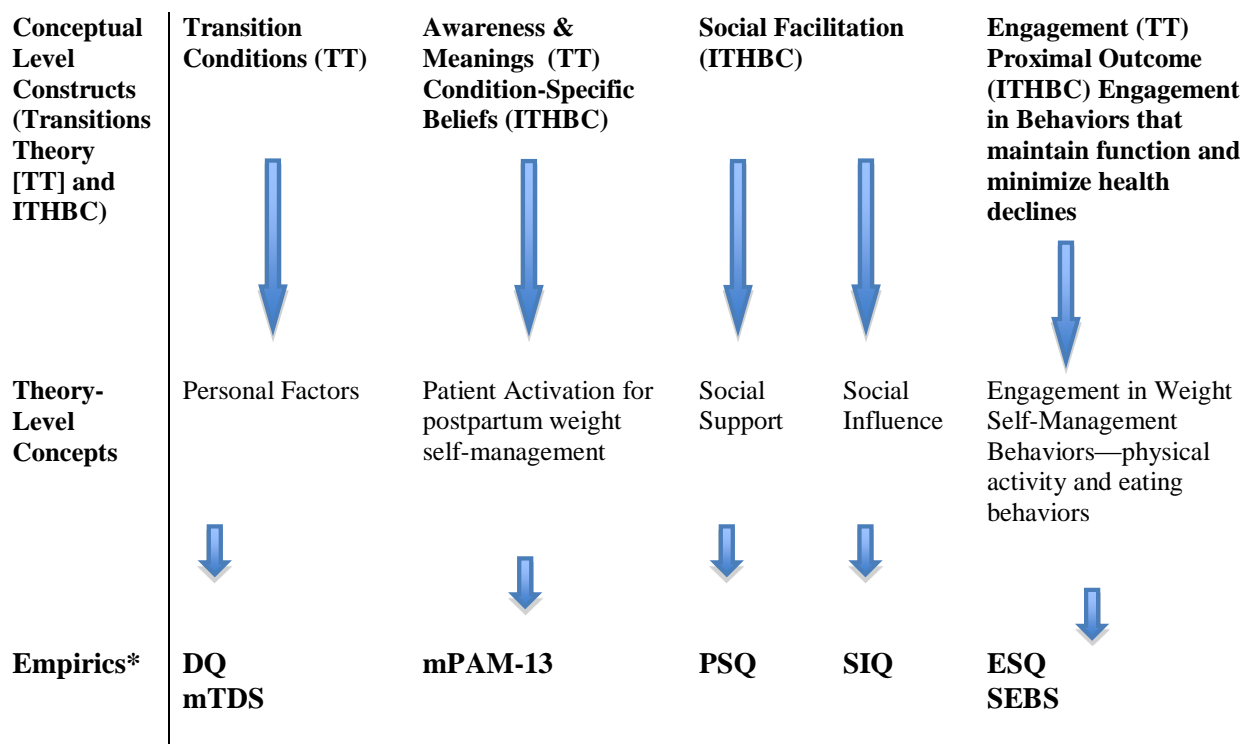 Conceptual
Level
Constructs
(Transitions
Theory
[TT] and
ITHBC)
Transition
Conditions (TT)
Awareness &
Meanings (TT)
Condition-Specific
Beliefs (ITHBC)
Social Facilitation
(ITHBC)
Engagement (TT)
Proximal Outcome
(ITHBC) Engagement
in Behaviors that
maintain function and
minimize health
declines
Theory-
Level
Concepts
Personal Factors
Patient Activation for
postpartum weight
self-management
Social
Support
Social
Influence
Engagement in Weight
Self-Management
Behaviors—physical
activity and eating
behaviors
Empirics*
DQ
mTDS
mPAM-13
PSQ
SIQ
ESQ
SEBS